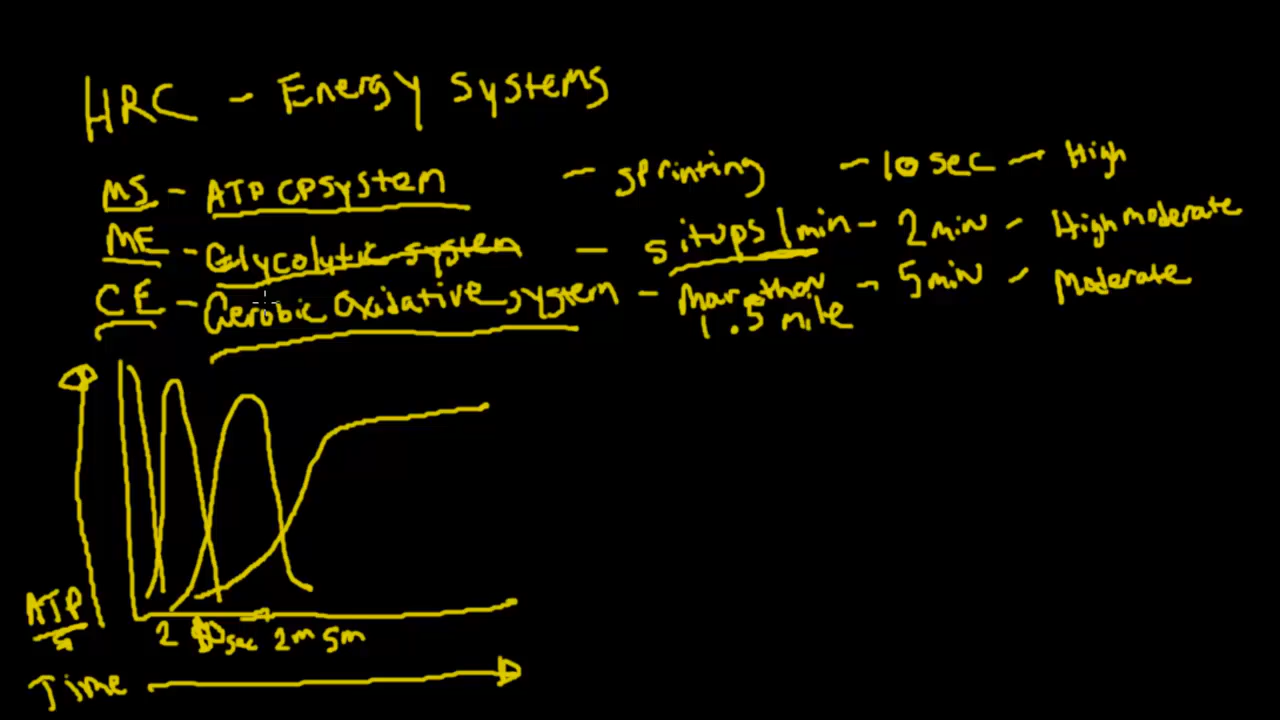 HRC - Energy Systems
MS - ATP CP System - sprinting - 10 sec - High
ME - Glycolytic system - situps 1 min - 2 min - High moderate
CE - Aerobic Oxidative system - Marathon - 5 min - Moderate
1.5 mile
ATP
2 10sec 2m 5m
Time